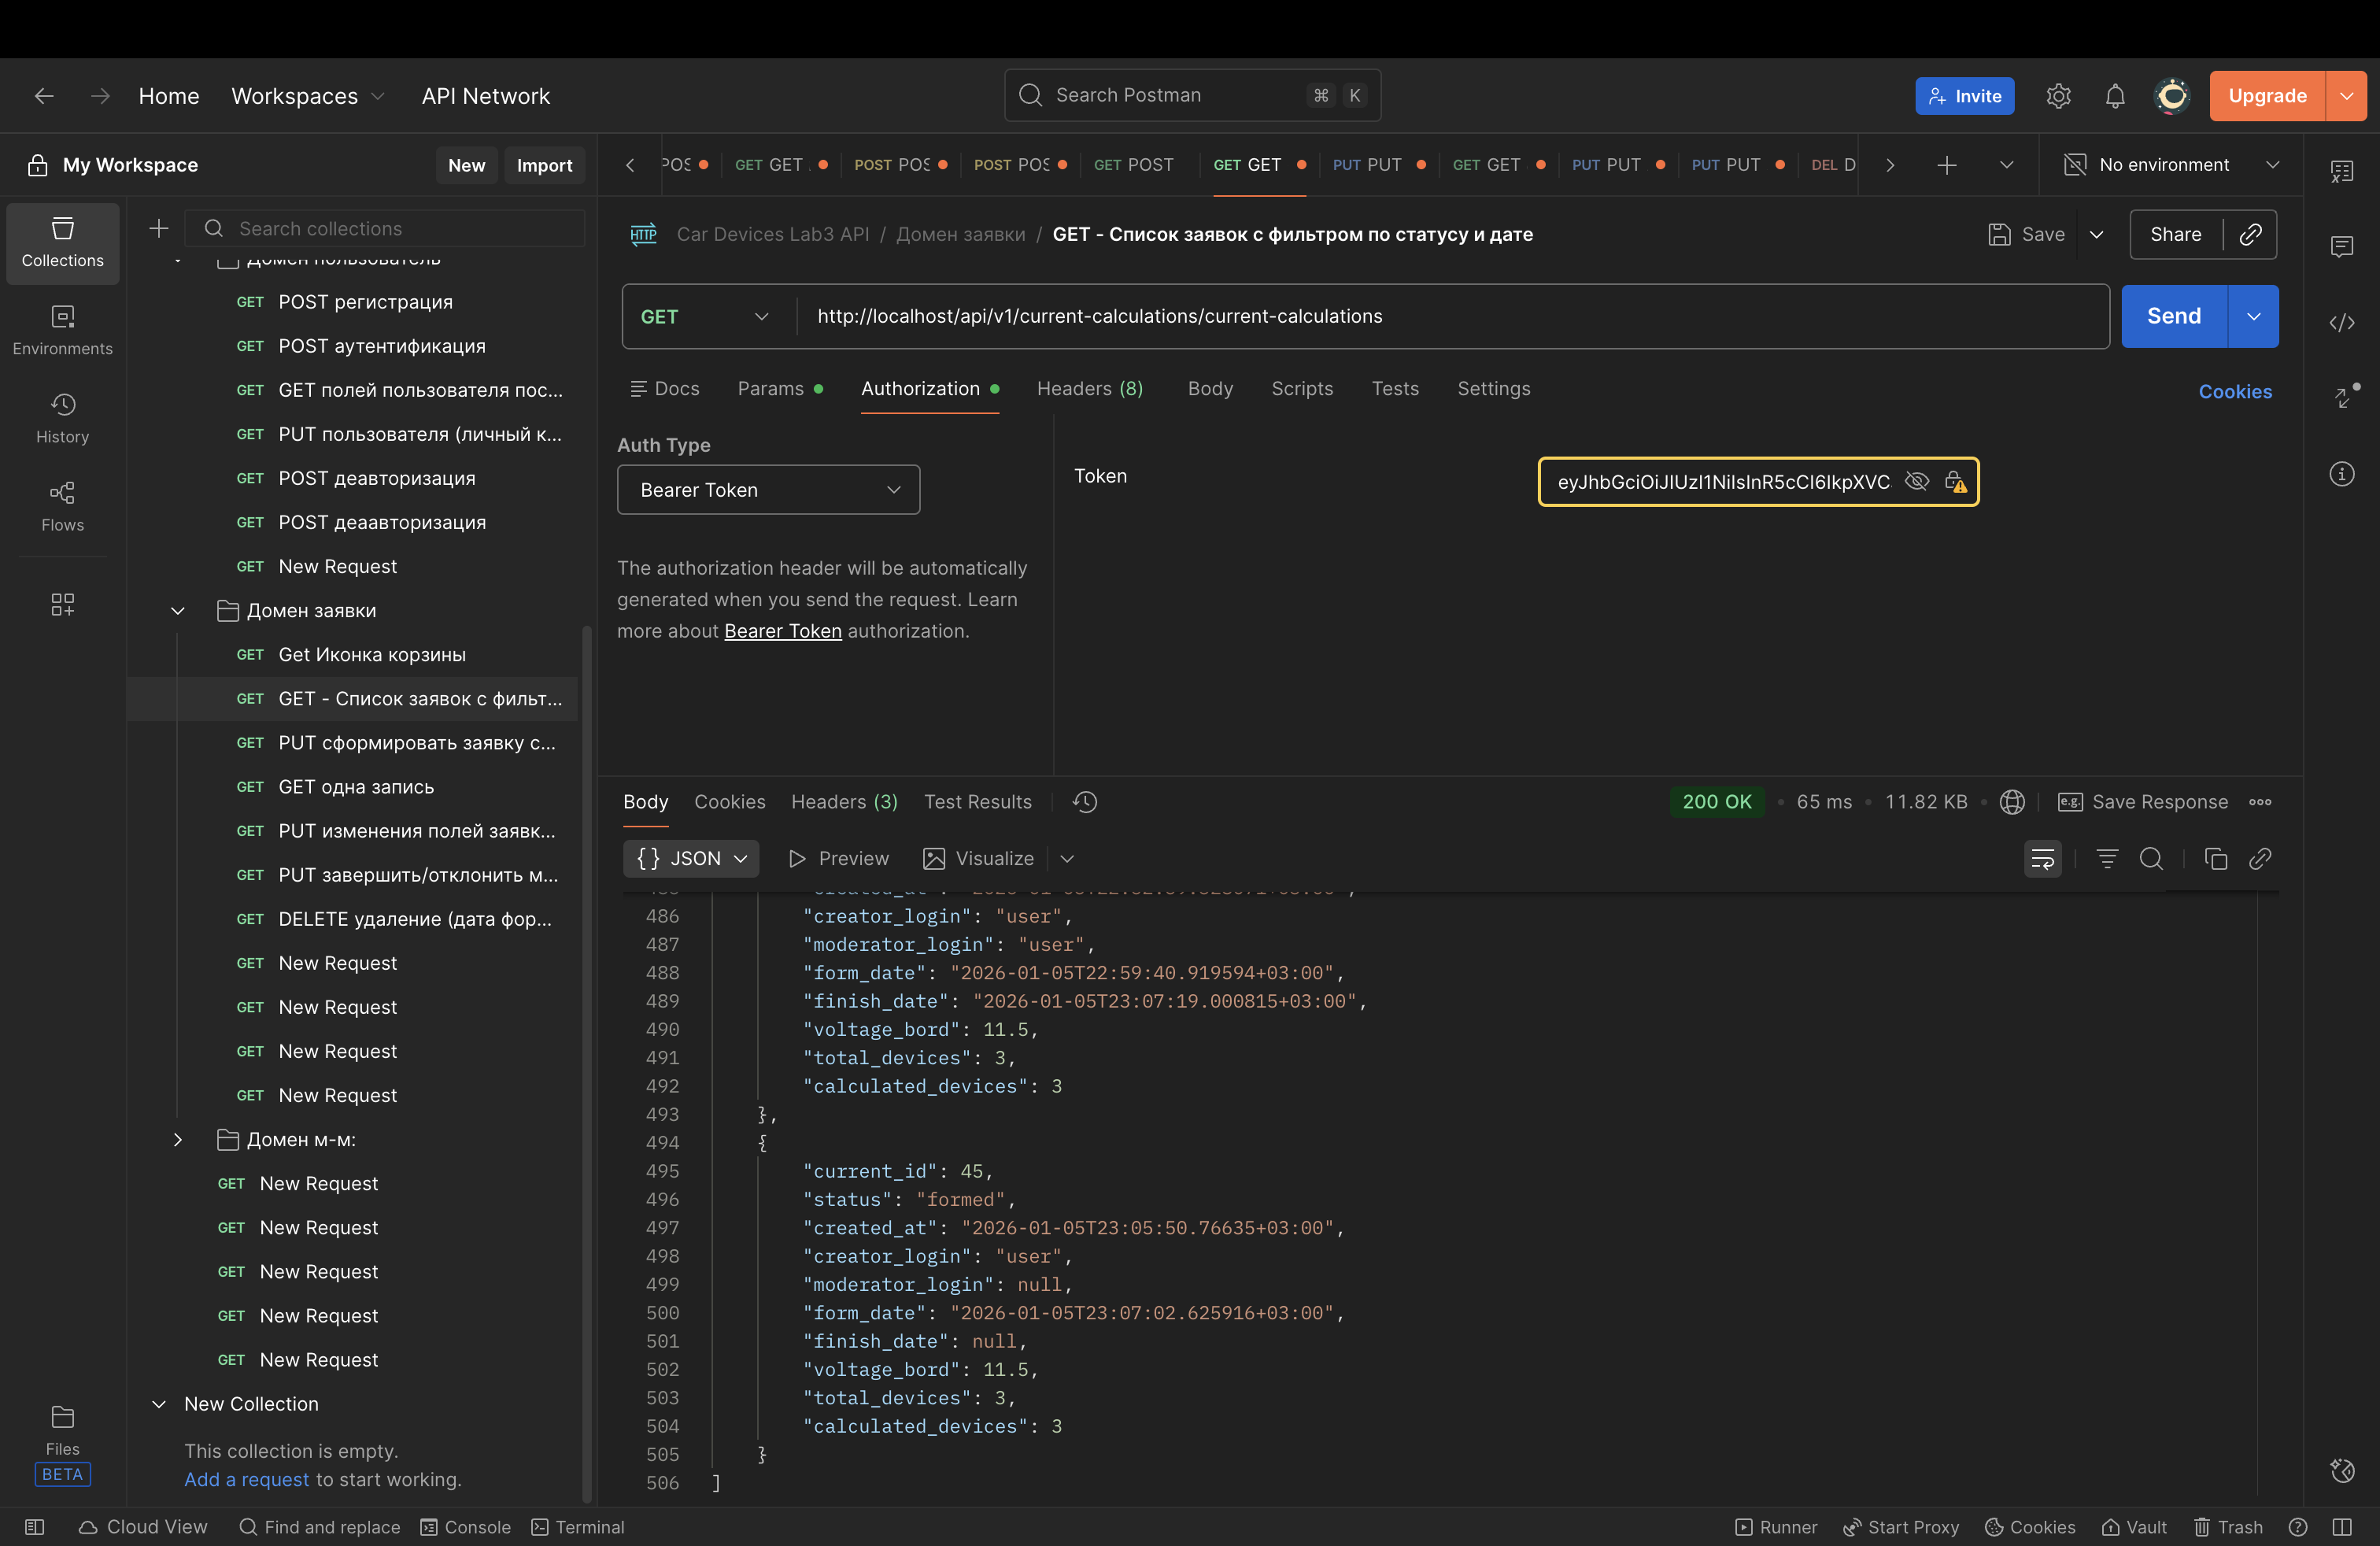 Home
Workspaces
API Network
Search Postman
⌘ K
Invite
Upgrade
My Workspace
New
Import
POS
GET GET
POST POS
POST POS
GET POST
GET GET
PUT PUT
GET GET
PUT PUT
PUT PUT
DEL D
No environment
Collections
Environments
History
Flows
Files
BETA
Search collections
Домен пользователь
GET POST регистрация
GET POST аутентификация
GET GET полей пользователя пос...
GET PUT пользователя (личный к...
GET POST деавторизация
GET POST деаавторизация
GET New Request
Домен заявки
GET Get Иконка корзины
GET GET - Список заявок с фильт...
GET PUT сформировать заявку с...
GET GET одна запись
GET PUT изменения полей заявк...
GET PUT завершить/отклонить м...
GET DELETE удаление (дата фор...
GET New Request
GET New Request
GET New Request
GET New Request
Домен м-м:
GET New Request
GET New Request
GET New Request
GET New Request
GET New Request
New Collection
This collection is empty.
Add a request to start working.
HTTP Car Devices Lab3 API / Домен заявки / GET - Список заявок с фильтром по статусу и дате
Save
Share
GET http://localhost/api/v1/current-calculations/current-calculations
Send
Docs Params Authorization Headers (8) Body Scripts Tests Settings
Cookies
Auth Type
Bearer Token
The authorization header will be automatically
generated when you send the request. Learn
more about Bearer Token authorization.
Token
eyJhbGciOiJIUzI1NiIsInR5cCI6IkpXVC
Body Cookies Headers (3) Test Results
200 OK • 65 ms • 11.82 KB
e.g. Save Response
{} JSON Preview Visualize
486 "creator_login": "user",
487 "moderator_login": "user",
488 "form_date": "2026-01-05T22:59:40.919594+03:00",
489 "finish_date": "2026-01-05T23:07:19.000815+03:00",
490 "voltage_bord": 11.5,
491 "total_devices": 3,
492 "calculated_devices": 3
493 },
494 {
495 "current_id": 45,
496 "status": "formed",
497 "created_at": "2026-01-05T23:05:50.76635+03:00",
498 "creator_login": "user",
499 "moderator_login": null,
500 "form_date": "2026-01-05T23:07:02.625916+03:00",
501 "finish_date": null,
502 "voltage_bord": 11.5,
503 "total_devices": 3,
504 "calculated_devices": 3
505 }
506 ]
Cloud View
Find and replace
Console
Terminal
Runner
Start Proxy
Cookies
Vault
Trash